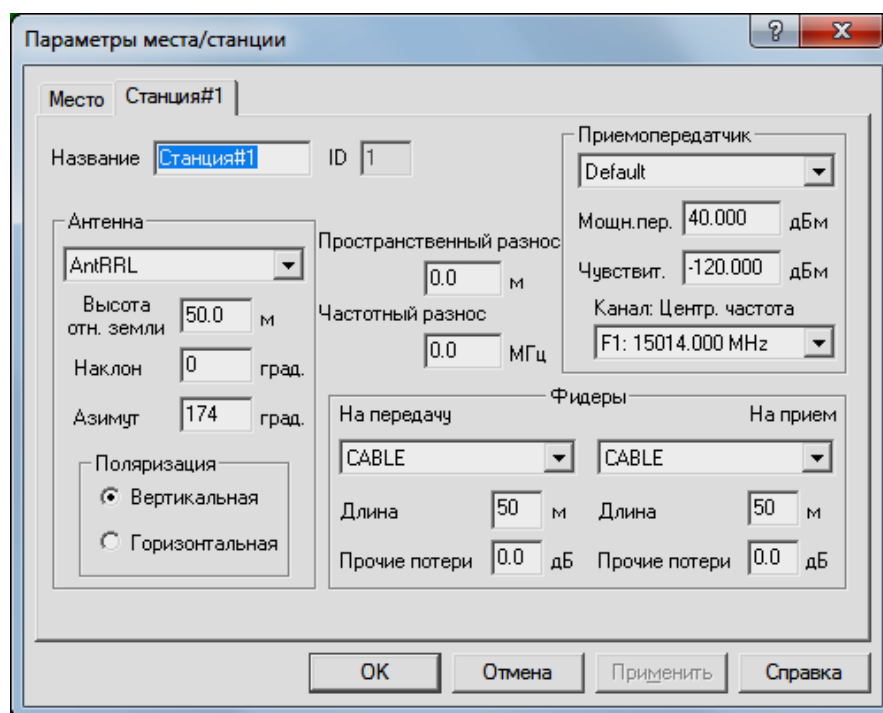 Параметры места/станции
?
x
Место
Станция#1
Название Станция#1 ID 1
Антенна
AntRRL
Высота
отн. земли 50.0 м
Наклон 0 град.
Азимут 174 град.
Поляризация
Вертикальная
Горизонтальная
Пространственный разнос
0.0 м
Частотный разнос
0.0 МГц
Приемопередатчик
Default
Мощн.пер. 40.000 дБм
Чувствит. -120.000 дБм
Канал: Центр. частота
F1: 15014.000 MHz
Фидеры
На передачу
CABLE
Длина 50 м
Прочие потери 0.0 дБ
На прием
CABLE
Длина 50 м
Прочие потери 0.0 дБ
OK
Отмена
Применить
Справка